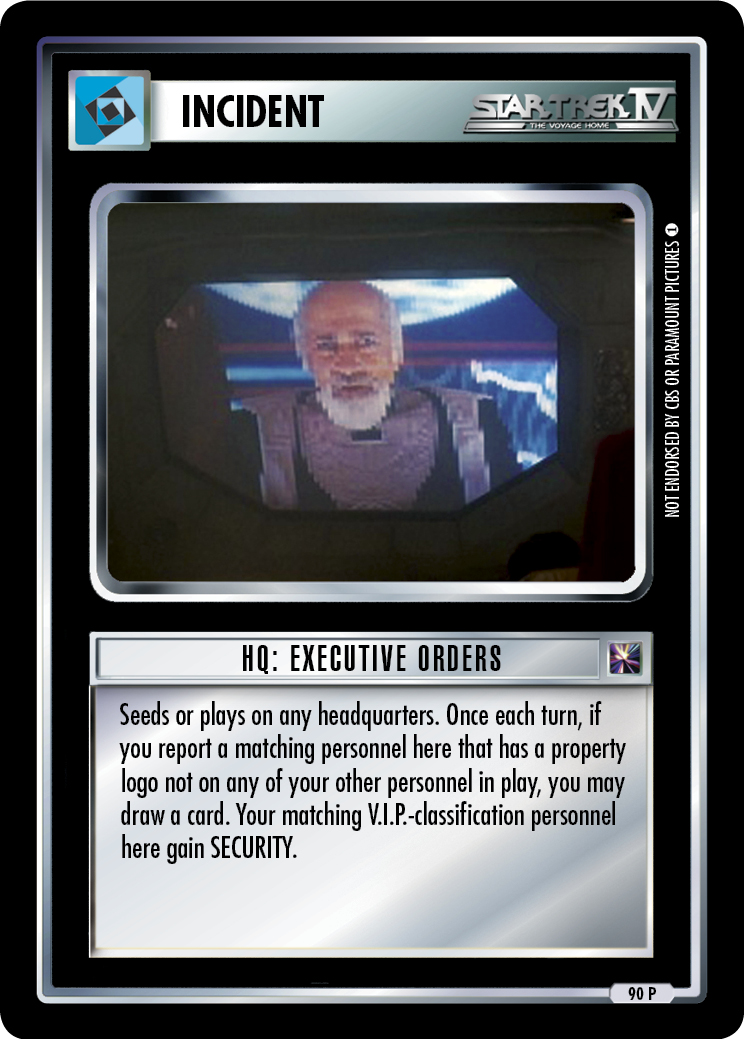 INCIDENT
STAR TREK IV
THE VOYAGE HOME
NOT ENDORSED BY CBS OR PARAMOUNT PICTURES 1
HQ: EXECUTIVE ORDERS
Seeds or plays on any headquarters. Once each turn, if
you report a matching personnel here that has a property
logo not on any of your other personnel in play, you may
draw a card. Your matching V.I.P.-classification personnel
here gain SECURITY.
90 P